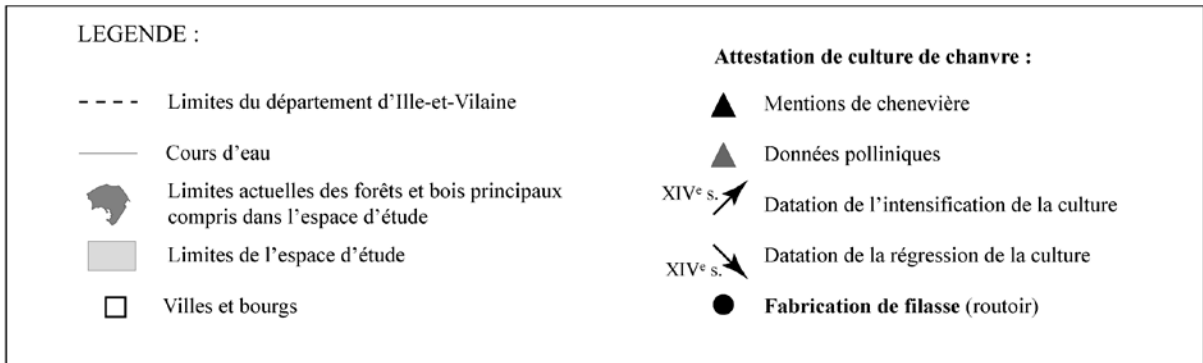 LEGENDE :
Limites du département d'Ille-et-Vilaine
Cours d'eau
Limites actuelles des forêts et bois principaux
compris dans l'espace d'étude
Limites de l'espace d'étude
Villes et bourgs
Attestation de culture de chanvre :
Mentions de chenevière
Données polliniques
XIVe s.
Datation de l'intensification de la culture
XIVe s.
Datation de la régression de la culture
Fabrication de filasse (routoir)